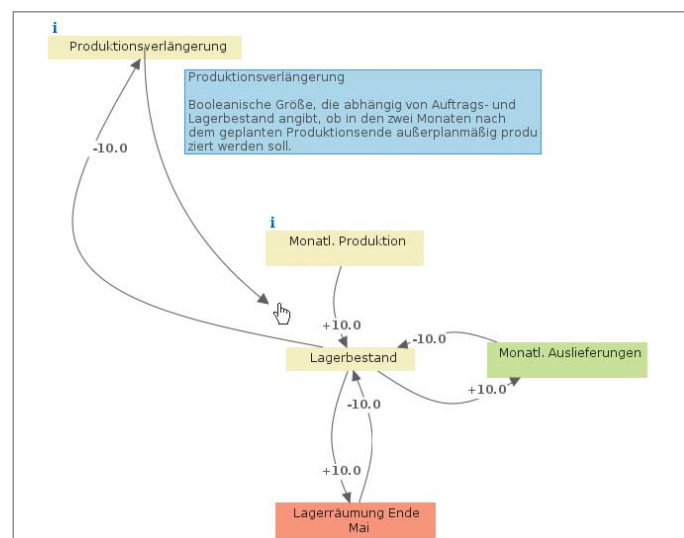 i
Produktionsverlängerung
Produktionsverlängerung
Booleanische Größe, die abhängig von Auftrags- und
Lagerbestand angibt, ob in den zwei Monaten nach
dem geplanten Produktionsende außerplanmäßig produ
ziert werden soll.
-10.0
i
Monatl. Produktion
+10.0
-10.0
Lagerbestand
Monatl. Auslieferungen
+10.0
-10.0
+10.0
Lagerräumung Ende
Mai